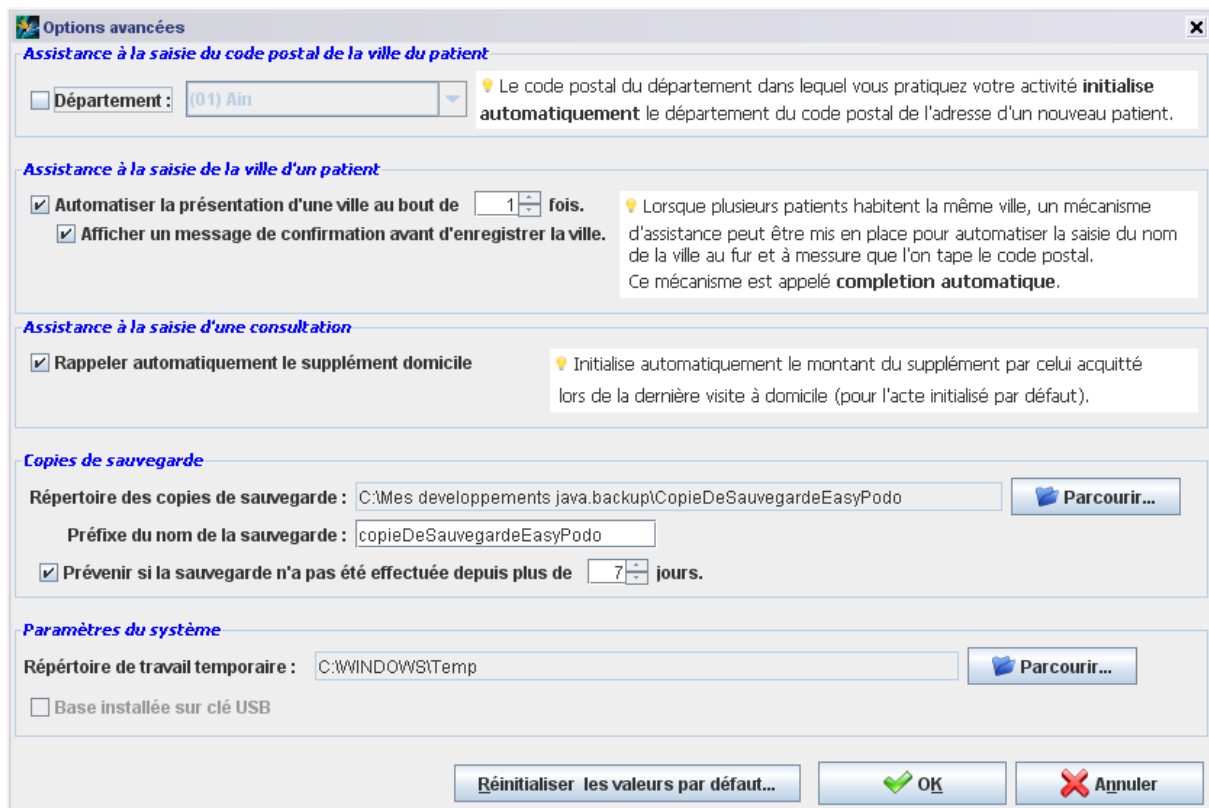 Options avancées
Assistance à la saisie du code postal de la ville du patient
Département : (01) Ain
Le code postal du département dans lequel vous pratiquez votre activité initialise
automatiquement le département du code postal de l'adresse d'un nouveau patient.
Assistance à la saisie de la ville d'un patient
Automatiser la présentation d'une ville au bout de 1 fois.
Afficher un message de confirmation avant d'enregistrer la ville.
Lorsque plusieurs patients habitent la même ville, un mécanisme
d'assistance peut être mis en place pour automatiser la saisie du nom
de la ville au fur et à messure que l'on tape le code postal.
Ce mécanisme est appelé completion automatique.
Assistance à la saisie d'une consultation
Rappeler automatiquement le supplément domicile
Initialise automatiquement le montant du supplément par celui acquitté
lors de la dernière visite à domicile (pour l'acte initialisé par défaut).
Copies de sauvegarde
Répertoire des copies de sauvegarde : C:\Mes developpements java.backup\CopieDeSauvegardeEasyPodo Parcourir...
Préfixe du nom de la sauvegarde : copieDeSauvegardeEasyPodo
Prévenir si la sauvegarde n'a pas été effectuée depuis plus de 7 jours.
Paramètres du système
Répértoire de travail temporaire : C:\WINDOWS\Temp Parcourir...
Base installée sur clé USB
Réinitialiser les valeurs par défaut... OK Annuler